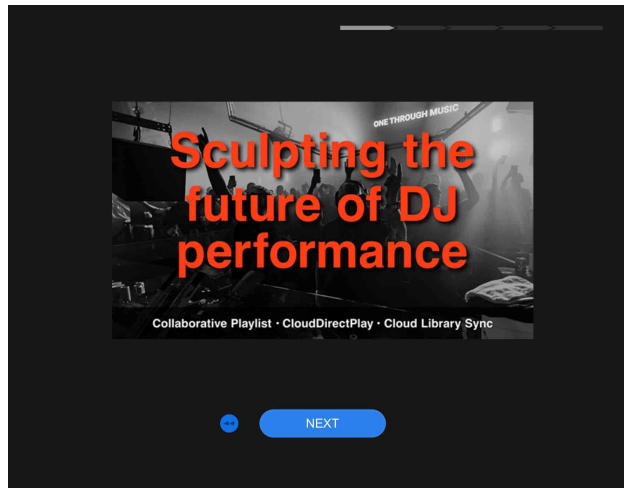 ONE THROUGH MUSIC
Sculpting the
future of DJ
performance
Collaborative Playlist・CloudDirectPlay・Cloud Library Sync
NEXT